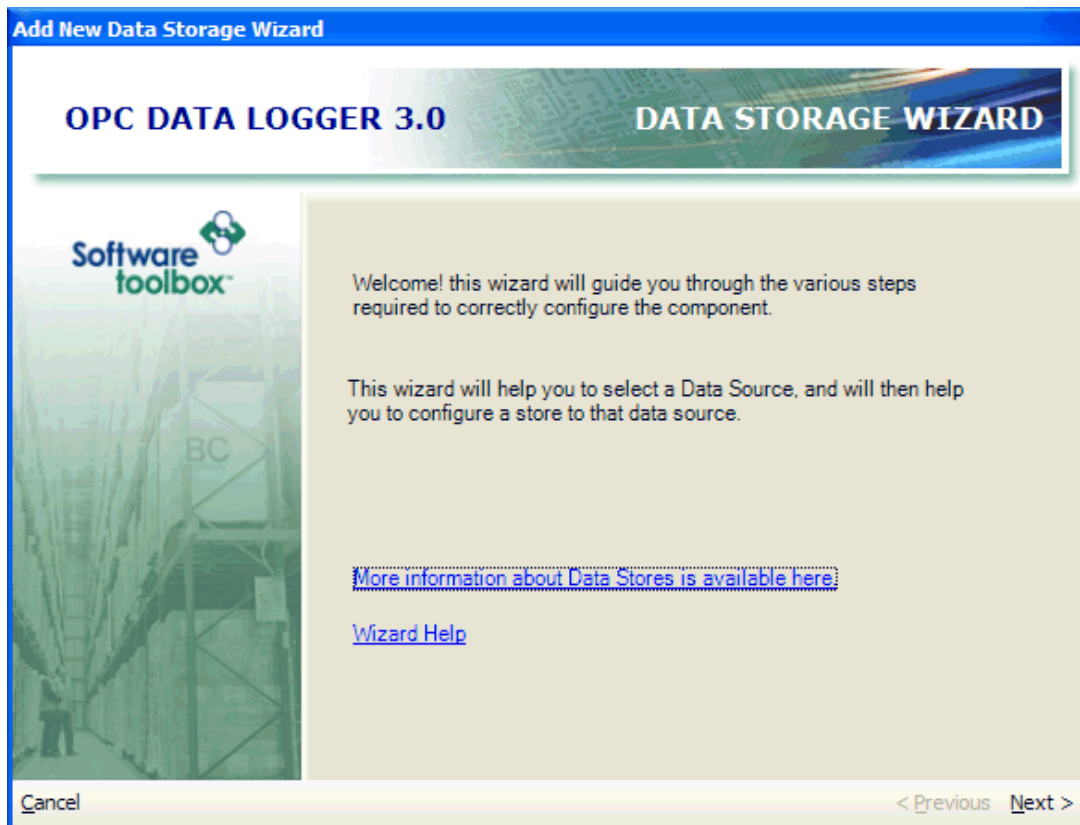 Add New Data Storage Wizard
OPC DATA LOGGER 3.0
DATA STORAGE WIZARD
Software
toolbox™
Welcome! this wizard will guide you through the various steps
required to correctly configure the component.
This wizard will help you to select a Data Source, and will then help
you to configure a store to that data source.
BC
More information about Data Stores is available here.
Wizard Help
Cancel
< Previous Next >